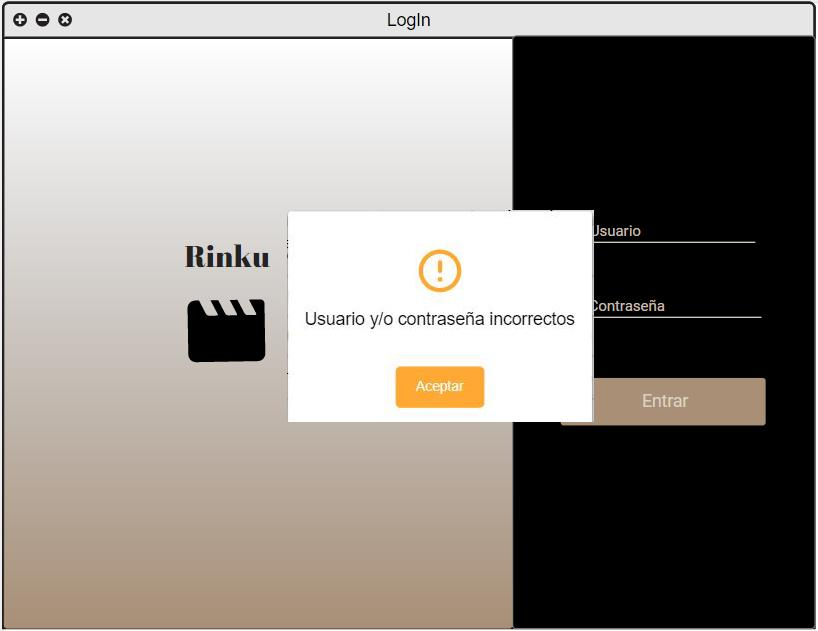 LogIn
Rinku
Usuario y/o contraseña incorrectos
Aceptar
Usuario
Contraseña
Entrar